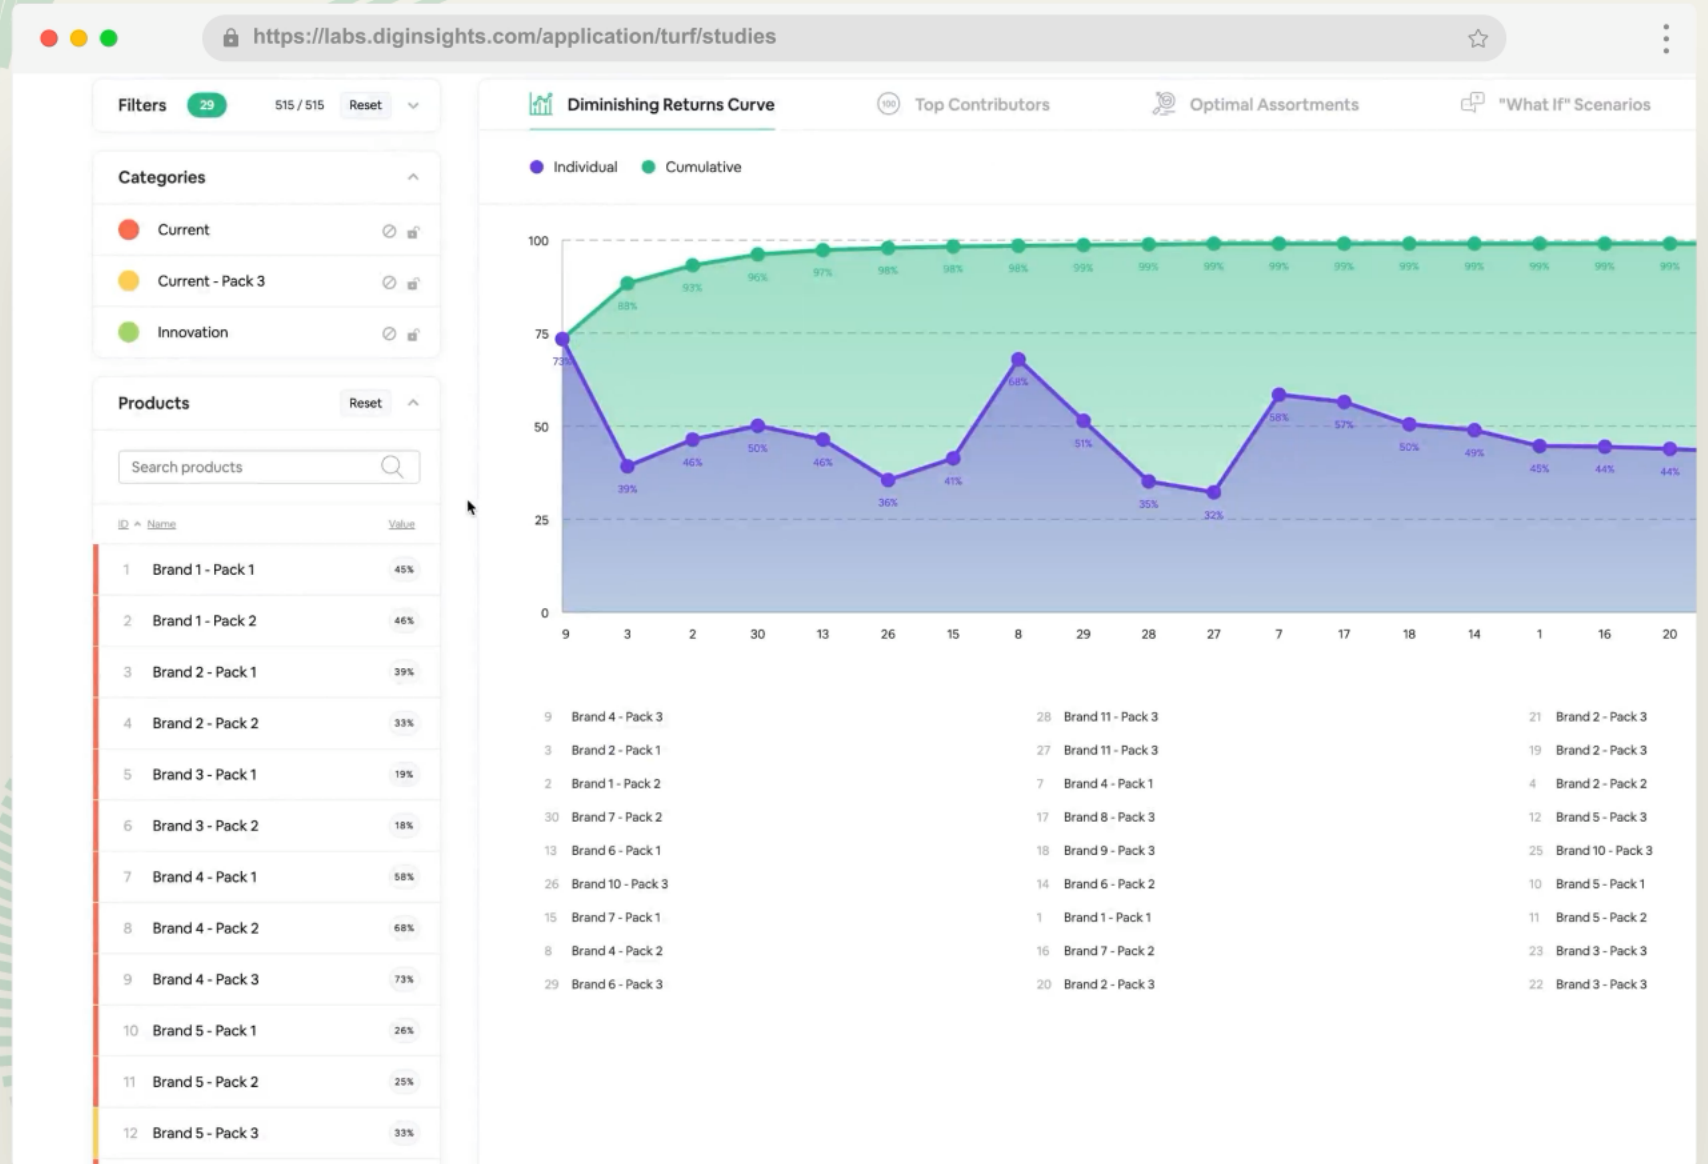 https://labs.diginsights.com/application/turf/studies
Filters 29 515 / 515 Reset
Diminishing Returns Curve
100 Top Contributors
Optimal Assortments
"What If" Scenarios
Individual Cumulative
Categories
Current
Current - Pack 3
Innovation
Products Reset
Search products
ID Name Value
1 Brand 1 - Pack 1 45%
2 Brand 1 - Pack 2 46%
3 Brand 2 - Pack 1 39%
4 Brand 2 - Pack 2 33%
5 Brand 3 - Pack 1 19%
6 Brand 3 - Pack 2 18%
7 Brand 4 - Pack 1 58%
8 Brand 4 - Pack 2 68%
9 Brand 4 - Pack 3 73%
10 Brand 5 - Pack 1 26%
11 Brand 5 - Pack 2 25%
12 Brand 5 - Pack 3 33%
100
75
50
25
0
88% 93% 96% 97% 98% 98% 98% 99% 99% 99% 99% 99% 99% 99% 99% 99% 99%
73% 39% 46% 50% 46% 36% 41% 68% 51% 35% 32% 58% 57% 50% 49% 45% 44% 44%
9 3 2 30 13 26 15 8 29 28 27 7 17 18 14 1 16 20
9 Brand 4 - Pack 3
3 Brand 2 - Pack 1
2 Brand 1 - Pack 2
30 Brand 7 - Pack 2
13 Brand 6 - Pack 1
26 Brand 10 - Pack 3
15 Brand 7 - Pack 1
8 Brand 4 - Pack 2
29 Brand 6 - Pack 3
28 Brand 11 - Pack 3
27 Brand 11 - Pack 3
7 Brand 4 - Pack 1
17 Brand 8 - Pack 3
18 Brand 9 - Pack 3
14 Brand 6 - Pack 2
1 Brand 1 - Pack 1
16 Brand 7 - Pack 2
20 Brand 2 - Pack 3
21 Brand 2 - Pack 3
19 Brand 2 - Pack 3
4 Brand 2 - Pack 2
12 Brand 5 - Pack 3
25 Brand 10 - Pack 3
10 Brand 5 - Pack 1
11 Brand 5 - Pack 2
23 Brand 3 - Pack 3
22 Brand 3 - Pack 3